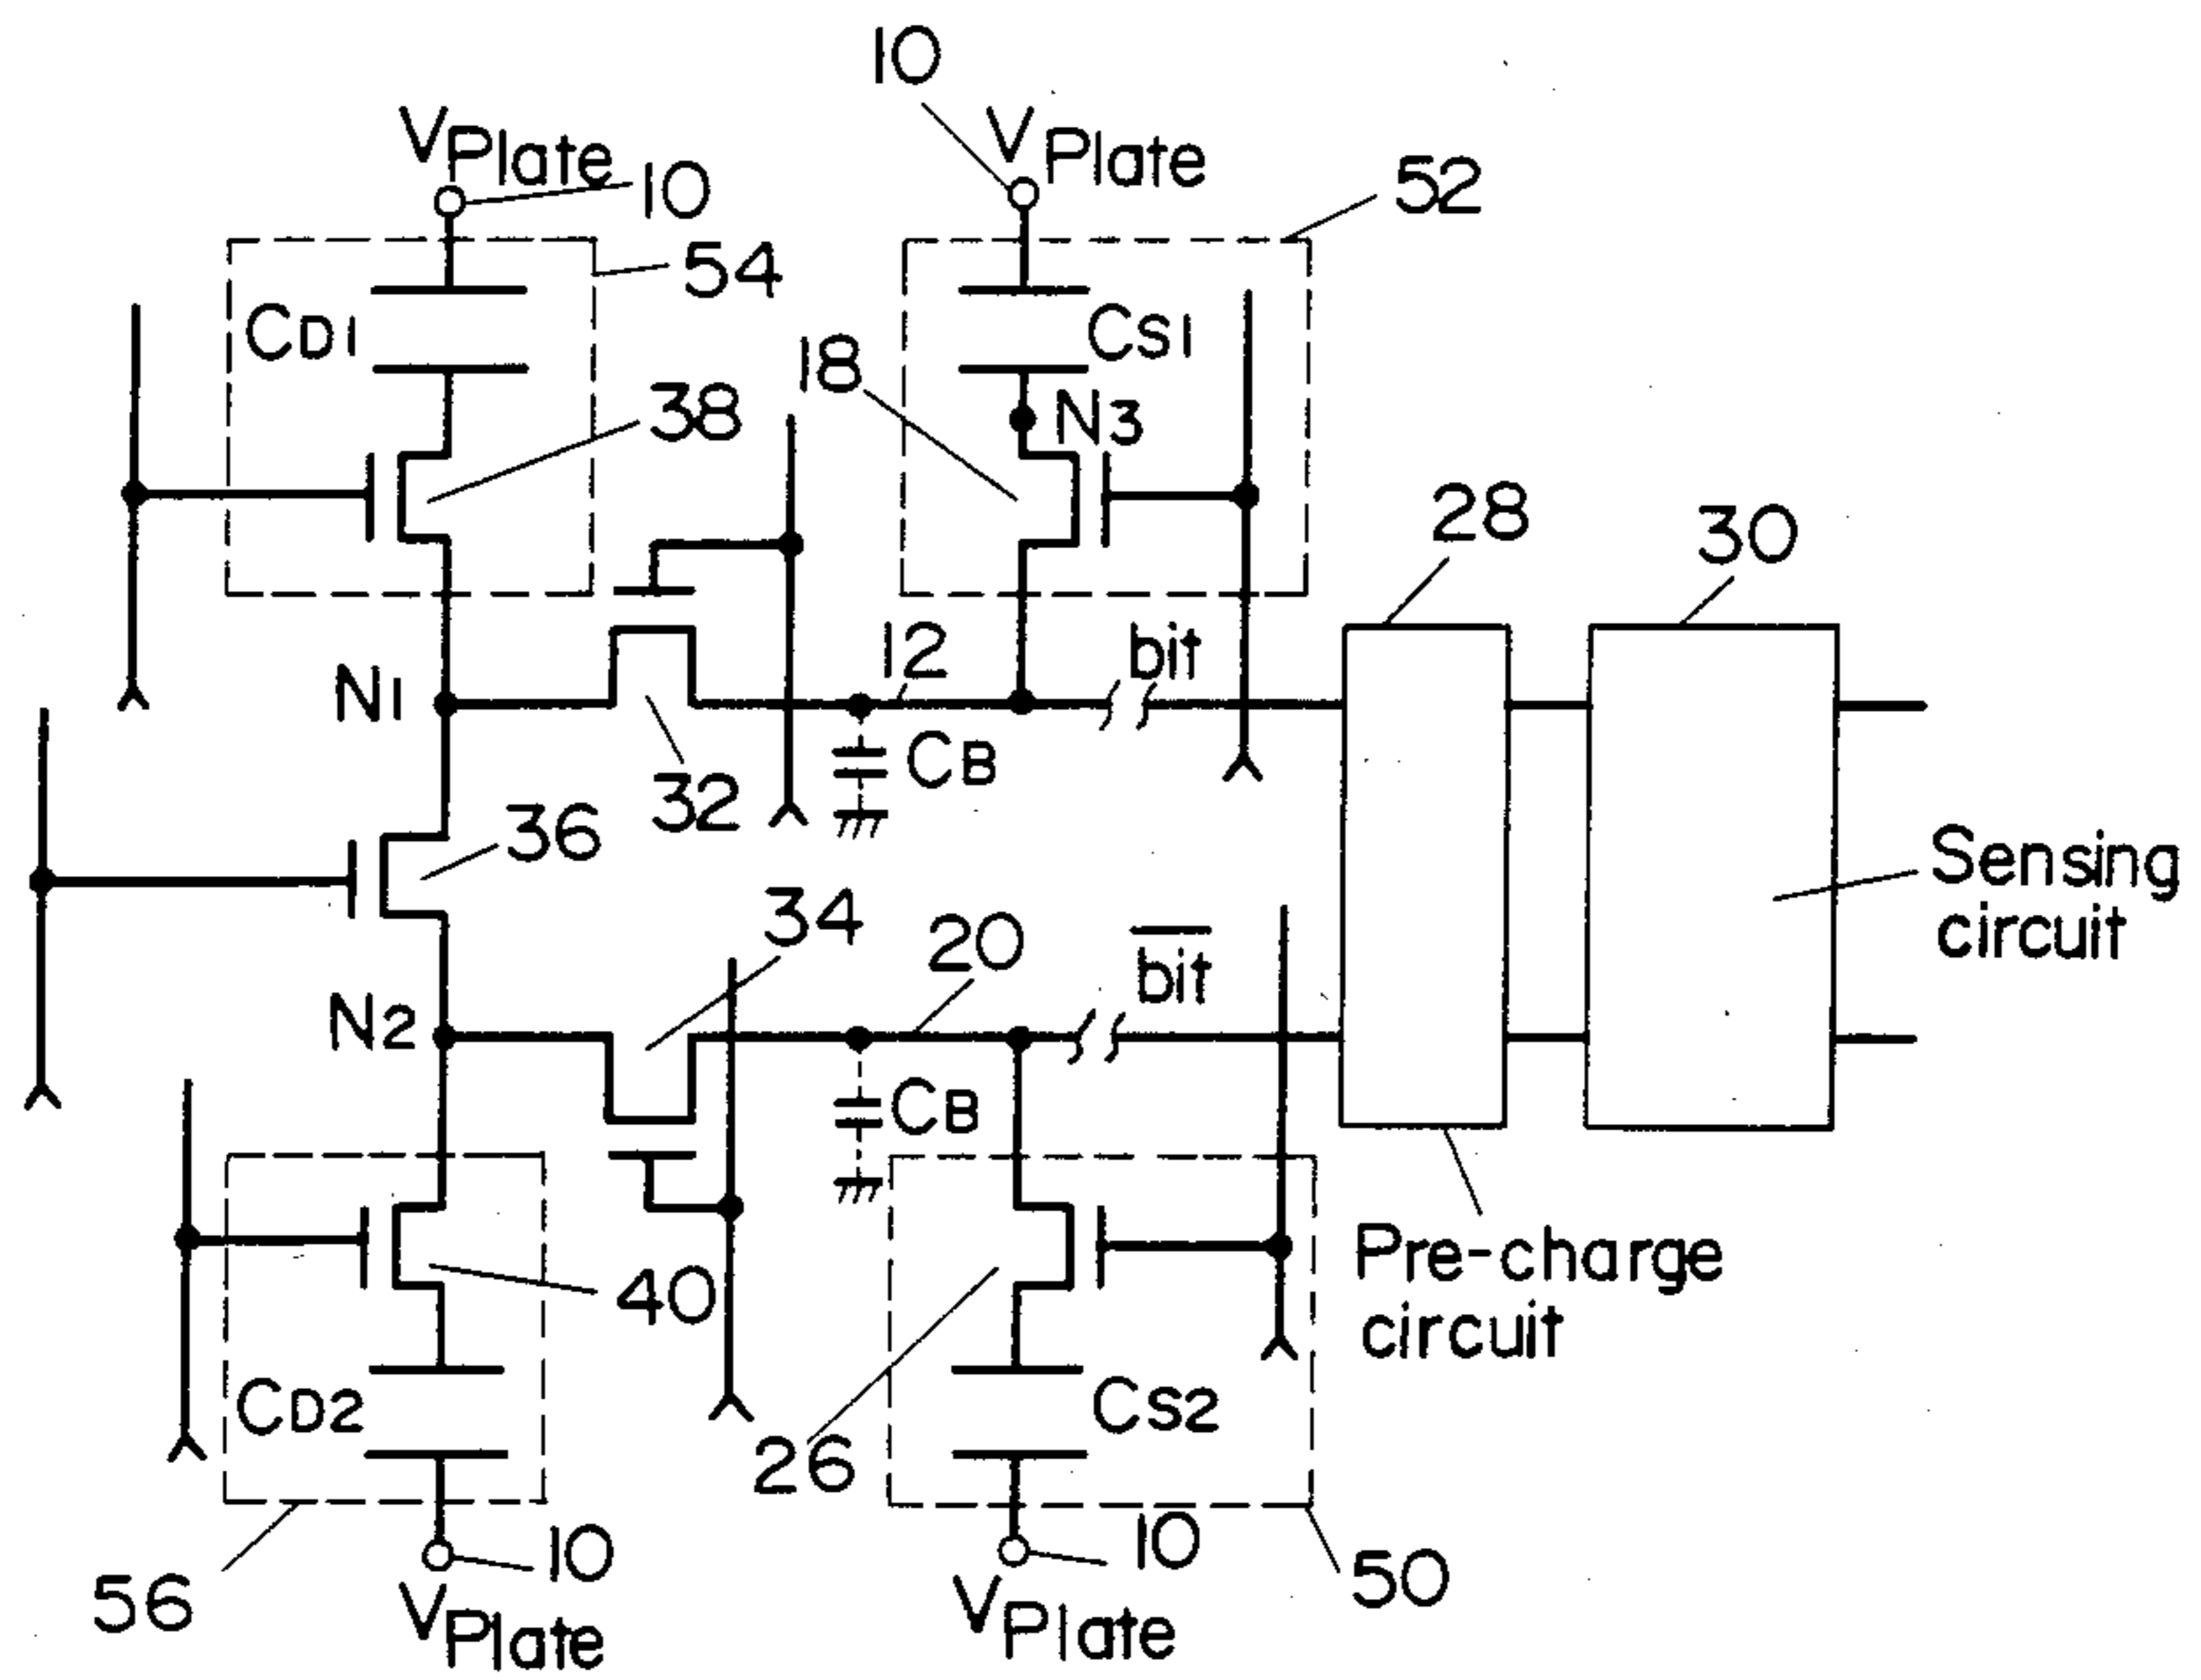 10
VPlate
VPlate
10
52
54
CD1
CS1
18
38
N3
28
30
12
bit
N1
CB
32
36
Sensing
circuit
34
20
b̅i̅t̅
N2
CB
Pre-charge
circuit
40
CD2
CS2
26
10
10
50
56
VPlate
VPlate